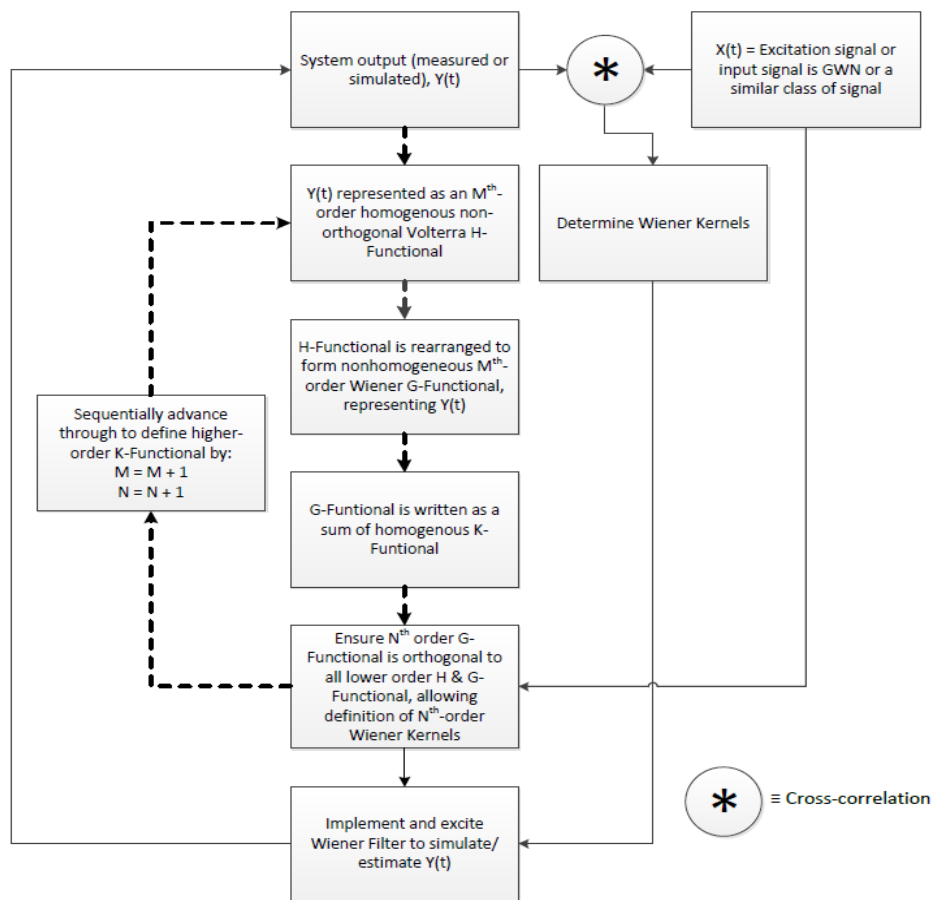 System output (measured or
simulated), Y(t)
*
X(t) = Excitation signal or
input signal is GWN or a
similar class of signal
Y(t) represented as an Mth-
order homogenous non-
orthogonal Volterra H-
Functional
Determine Wiener Kernels
H-Functional is rearranged to
form nonhomogeneous Mth-
order Wiener G-Functional,
representing Y(t)
Sequentially advance
through to define higher-
order K-Functional by:
M = M + 1
N = N + 1
G-Funtional is written as a
sum of homogenous K-
Funtional
Ensure Nth order G-
Functional is orthogonal to
all lower order H & G-
Functional, allowing
definition of Nth-order
Wiener Kernels
* ≡ Cross-correlation
Implement and excite
Wiener Filter to simulate/
estimate Y(t)